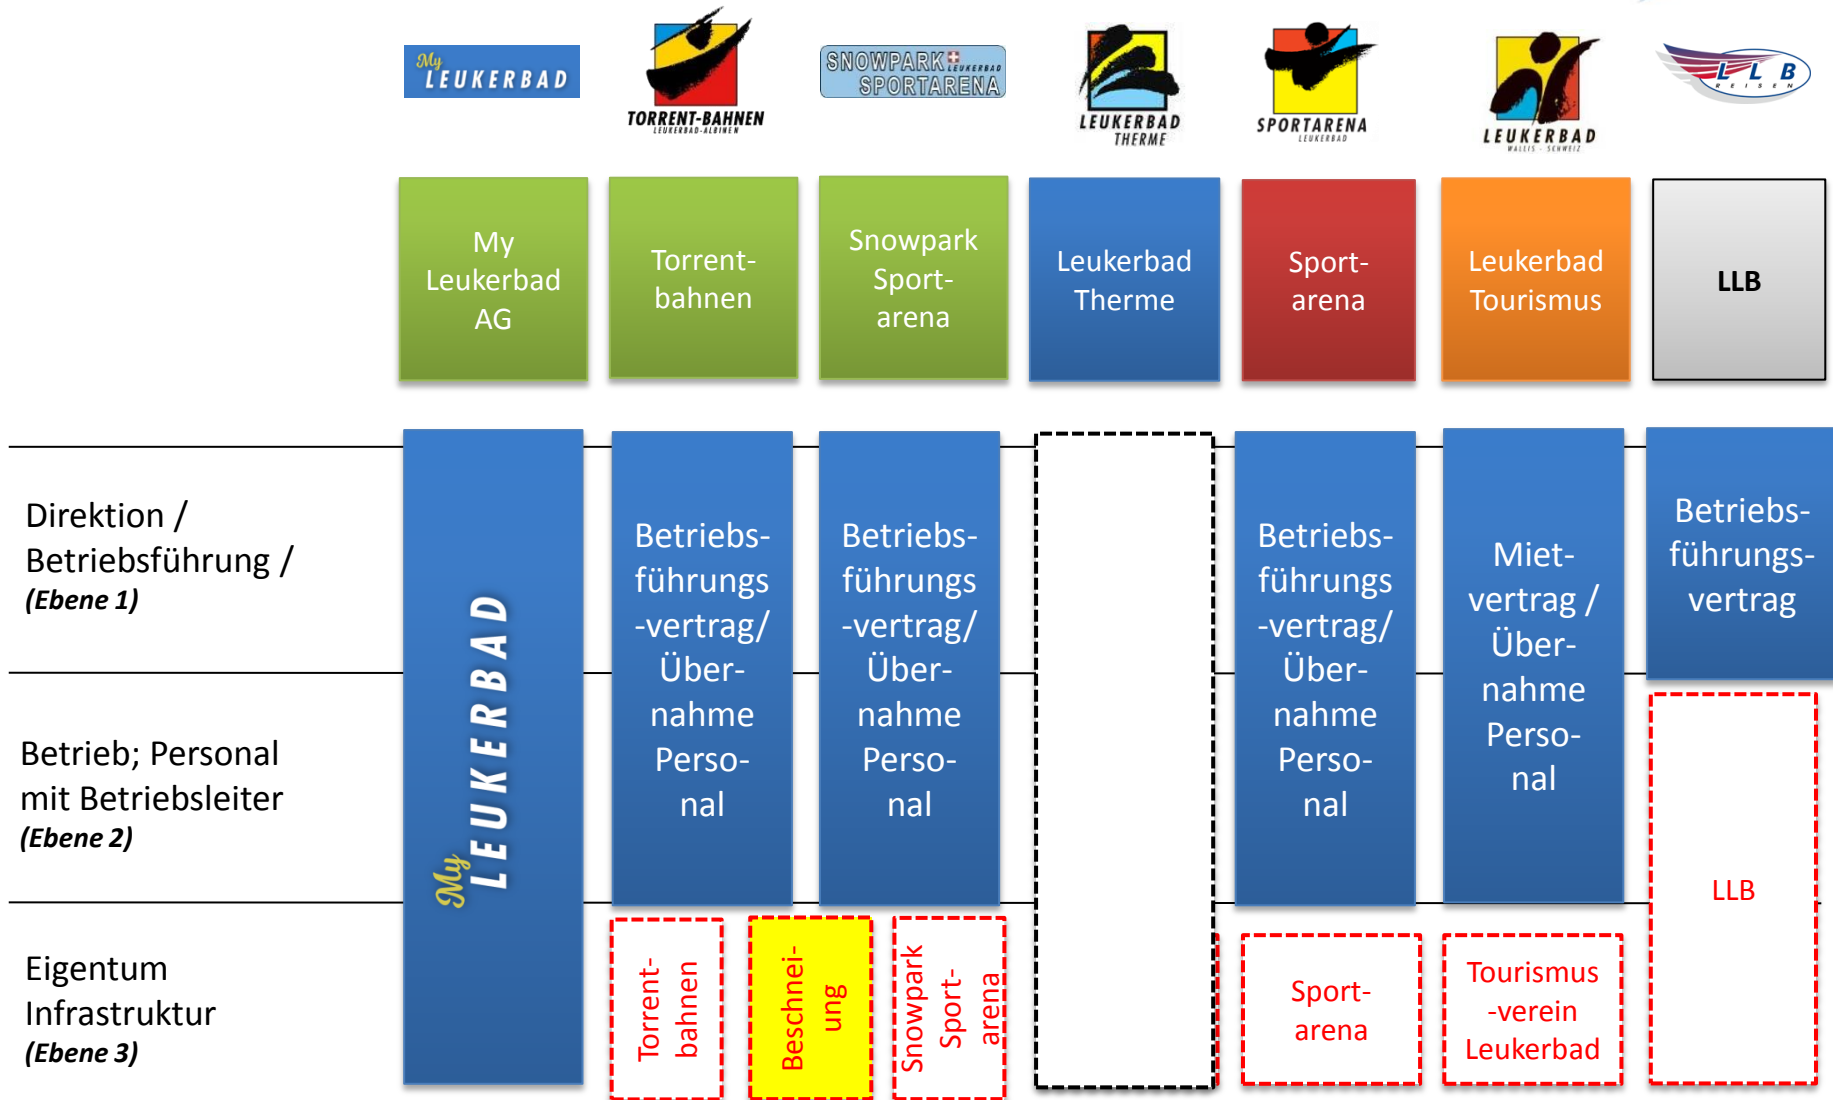 My
LEUKERBAD
TORRENT-BAHNEN
LEUKERBAD-ALBINEN
SNOWPARK LEUKERBAD
SPORTARENA
LEUKERBAD
THERME
SPORTARENA
LEUKERBAD
LEUKERBAD
WALLIS - SCHWEIZ
LLB
REISEN
My
Leukerbad
AG
Torrent-
bahnen
Snowpark
Sport-
arena
Leukerbad
Therme
Sport-
arena
Leukerbad
Tourismus
LLB
Direktion /
Betriebsführung /
(Ebene 1)
Betrieb; Personal
mit Betriebsleiter
(Ebene 2)
Eigentum
Infrastruktur
(Ebene 3)
My
LEUKERBAD
Betriebs-
führungs
-vertrag/
Über-
nahme
Perso-
nal
Betriebs-
führungs
-vertrag/
Über-
nahme
Perso-
nal
Betriebs-
führungs
-vertrag/
Über-
nahme
Perso-
nal
Miet-
vertrag /
Über-
nahme
Perso-
nal
Betriebs-
führungs-
vertrag
Torrent-
bahnen
Beschnei-
ung
Snowpark
Sport-
arena
Sport-
arena
Tourismus
-verein
Leukerbad
LLB